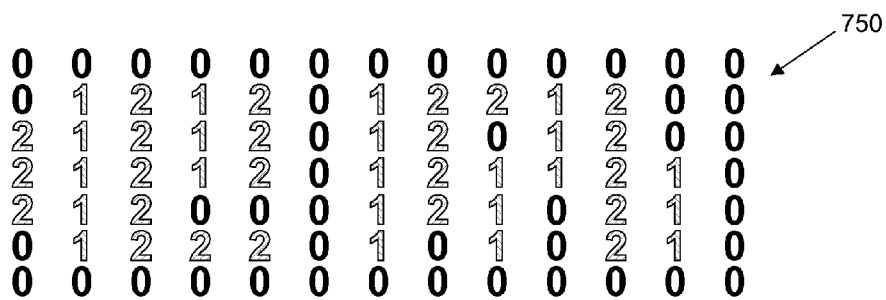 750
0 0 0 0 0 0 0 0 0 0 0 0 0
0 1 2 1 2 0 1 2 2 1 2 0 0
2 1 2 1 2 0 1 2 0 1 2 0 0
2 1 2 1 2 0 1 2 1 1 2 1 0
2 1 2 0 0 0 1 2 1 0 2 1 0
0 1 2 2 2 0 1 0 1 0 2 1 0
0 0 0 0 0 0 0 0 0 0 0 0 0